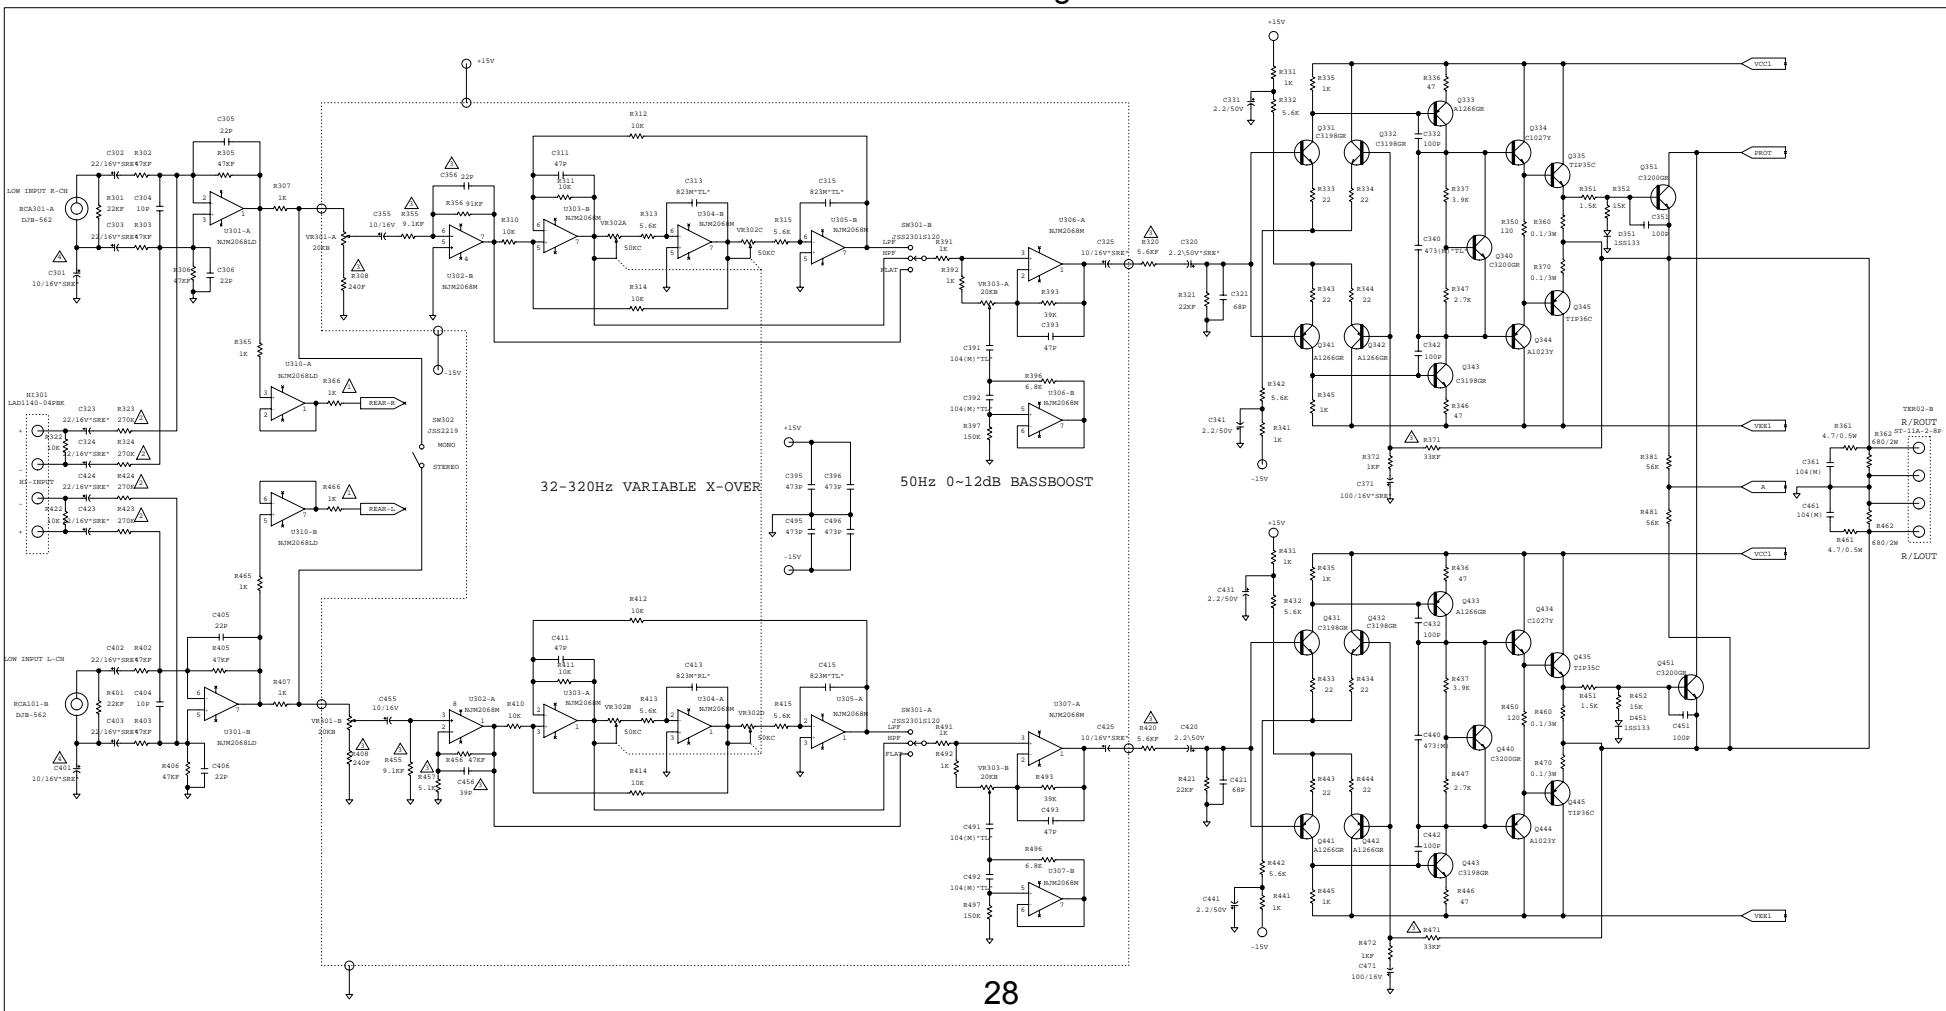 +15V
+15V
R331
1K
R335
1K
R336
47
VCC1
C331
2.2/50V
R332
5.6K
Q333
A1266GR
C305
22P
R312
10K
Q331
C3198GR
Q332
C3198GR
C332
100P
Q334
C1027Y
PROT
C302
22/16V"SRE"
R302
47KF
R305
47KF
C311
47P
C356
22P
Q335
TIP35C
Q351
C3200GR
LOW INPUT R-CH
RCA301-A
DJB-562
R301
22KF
C304
10P
R307
1K
R311
10K
C313
823M"TL"
C315
823M"TL"
R333
22
R334
22
R337
3.9K
R351
1.5K
R352
15K
C303
22/16V"SRE"
R303
47KF
U301-A
NJM2068LD
VR301-A
20KB
C355
10/16V
R355
9.1KF
R356
91KF
R310
10K
U303-B
NJM2068M
VR302A
50KC
R313
5.6K
U304-B
NJM2068M
VR302C
50KC
R315
5.6K
U305-B
NJM2068M
SW301-B
JSS2301S120
LPF
HPF
FLAT
R391
1K
U306-A
NJM2068M
C325
10/16V"SRE"
R320
5.6KF
C320
2.2\50V"SRE"
R350
120
R360
0.1/3W
D351
1SS133
C351
100P
C301
10/16V"SRE"
R306
47KF
C306
22P
R308
240F
U302-B
NJM2068M
R314
10K
R392
1K
VR303-A
20KB
R393
39K
C393
47P
R321
22KF
C321
68P
R343
22
R344
22
C340
473(M)"TL"
Q340
C3200GR
R347
2.7K
R370
0.1/3W
Q345
TIP36C
R365
1K
-15V
C391
104(M)"TL"
Q341
A1266GR
Q342
A1266GR
C342
100P
Q344
A1023Y
U310-A
NJM2068LD
R366
1K
REAR-R
R396
6.8K
U306-B
NJM2068M
C392
104(M)"TL"
R397
150K
R342
5.6K
R345
1K
Q343
C3198GR
R346
47
HI301
LAD1140-04PBK
C323
22/16V"SRE"
R323
270K
R322
10K
C324
22/16V"SRE"
R324
270K
SW302
JSS2219
MONO
STEREO
+15V
C341
2.2/50V
R341
1K
-15V
VEE1
R371
33KF
R372
1KF
C371
100/16V"SRE"
R361
4.7/0.5W
R362
680/2W
TER02-B
R/ROUT
ST-11A-2-8P
HI-INPUT
C424
22/16V"SRE"
R424
270K
R422
10K
C423
22/16V"SRE"
R423
270K
R466
1K
REAR-L
U310-B
NJM2068LD
32-320Hz VARIABLE X-OVER
C395
473P
C396
473P
C495
473P
C496
473P
-15V
50Hz 0~12dB BASSBOOST
R381
56K
A
R481
56K
C361
104(M)
C461
104(M)
R461
4.7/0.5W
R462
680/2W
R/LOUT
R465
1K
+15V
R431
1K
R435
1K
R436
47
VCC1
C405
22P
R412
10K
C431
2.2/50V
R432
5.6K
Q433
A1266GR
C402
22/16V"SRE"
R402
47KF
R405
47KF
C411
47P
Q431
C3198GR
Q432
C3198GR
C432
100P
Q434
C1027Y
LOW INPUT L-CH
RCA101-B
DJB-562
R401
22KF
C404
10P
R407
1K
R411
10K
C413
823M"RL"
C415
823M"TL"
Q435
TIP35C
Q451
C3200GR
C403
22/16V"SRE"
R403
47KF
U301-B
NJM2068LD
VR301-B
20KB
C455
10/16V
U302-A
NJM2068M
R410
10K
U303-A
NJM2068M
VR302B
50KC
R413
5.6K
U304-A
NJM2068M
VR302D
50KC
R415
5.6K
U305-A
NJM2068M
SW301-A
JSS2301S120
LPF
HPF
FLAT
R491
1K
U307-A
NJM2068M
C425
10/16V"SRE"
R420
5.6KF
C420
2.2\50V
R433
22
R434
22
R437
3.9K
R450
120
R460
0.1/3W
R451
1.5K
R452
15K
D451
1SS133
C451
100P
C401
10/16V"SRE"
R406
47KF
C406
22P
R408
240F
R455
9.1KF
R457
5.1K
R456
47KF
C456
39P
R414
10K
R492
1K
VR303-B
20KB
R493
39K
C493
47P
R421
22KF
C421
68P
R443
22
R444
22
C440
473(M)
Q440
C3200GR
R447
2.7K
R470
0.1/3W
Q445
TIP36C
C491
104(M)"TL"
Q441
A1266GR
Q442
A1266GR
C442
100P
Q444
A1023Y
R496
6.8K
U307-B
NJM2068M
C492
104(M)"TL"
R497
150K
R442
5.6K
R445
1K
Q443
C3198GR
R446
47
C441
2.2/50V
R441
1K
-15V
VEE1
R471
33KF
R472
1KF
C471
100/16V
28